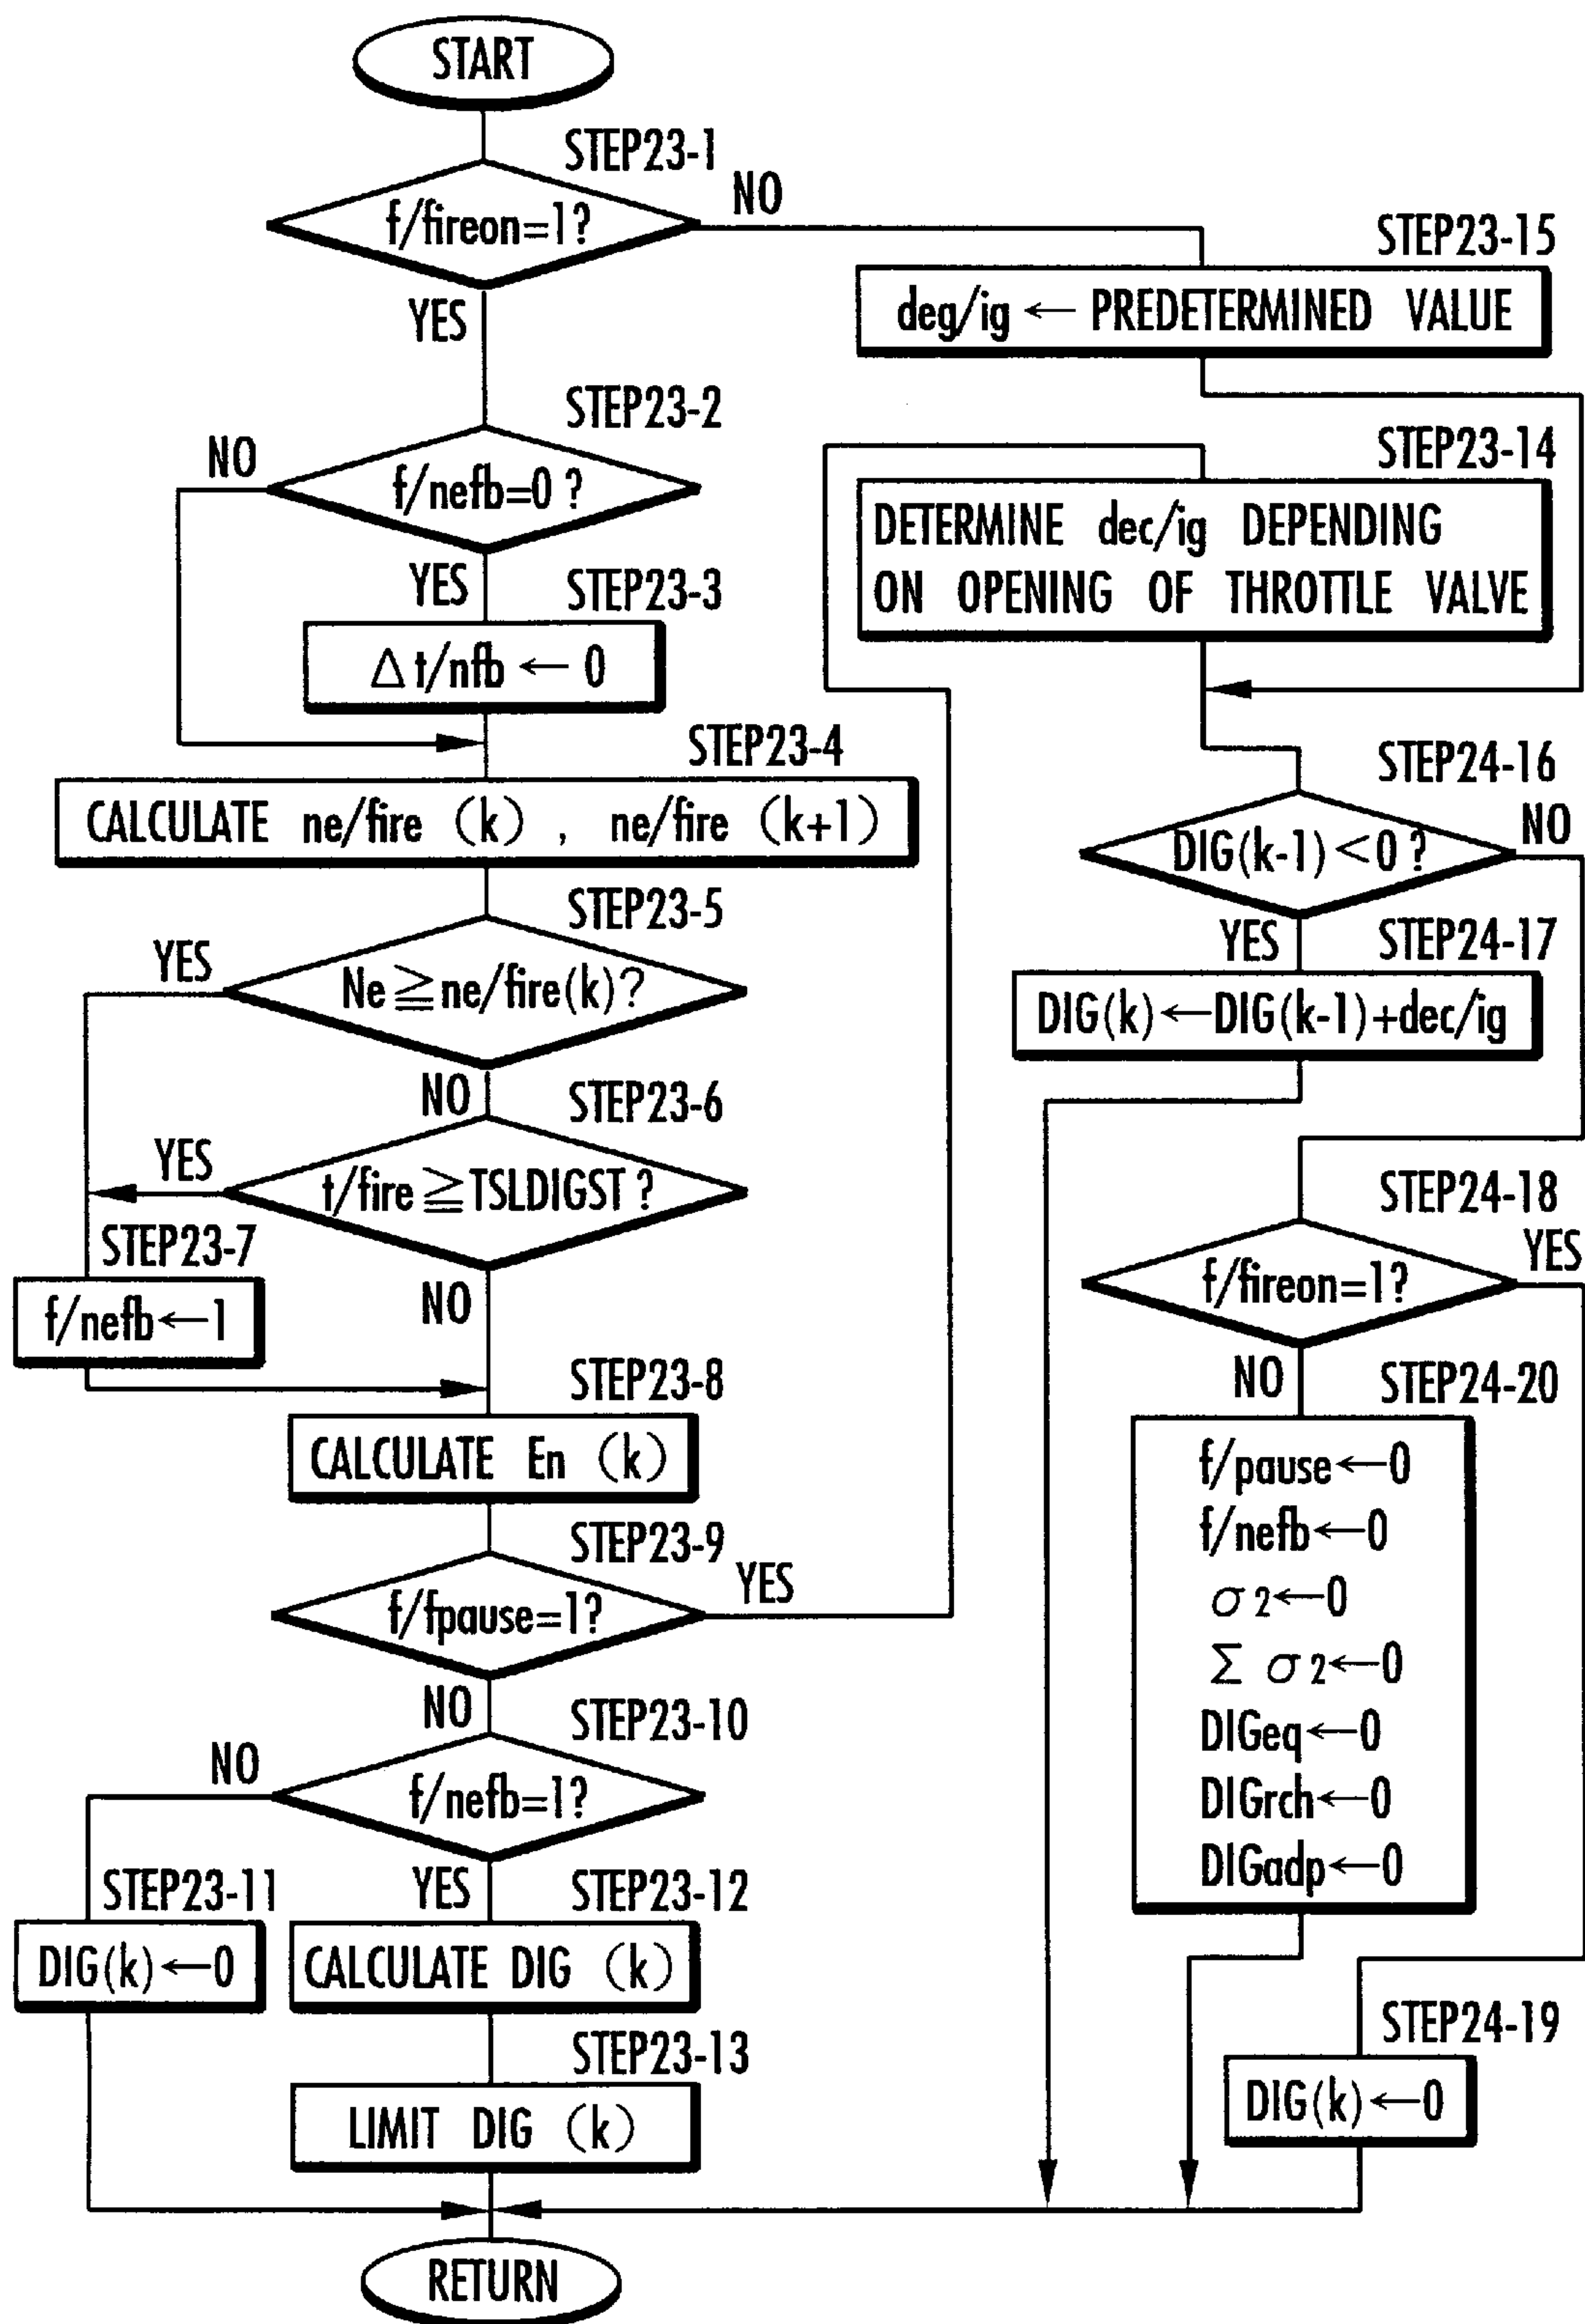 START
STEP23-1
f/fireon=1?
NO
YES
STEP23-15
deg/ig ← PREDETERMINED VALUE
STEP23-2
NO
f/nefb=0 ?
YES
STEP23-3
Δ t/nfb ← 0
STEP23-14
DETERMINE dec/ig DEPENDING
ON OPENING OF THROTTLE VALVE
STEP23-4
CALCULATE ne/fire (k) , ne/fire (k+1)
STEP23-5
YES
Ne ≧ ne/fire(k)?
NO
STEP23-6
YES
t/fire ≧ TSLDIGST ?
NO
STEP23-7
f/nefb←1
STEP23-8
CALCULATE En (k)
STEP23-9
YES
f/fpause=1?
NO
STEP23-10
NO
f/nefb=1?
YES
STEP23-11
DIG(k)←0
STEP23-12
CALCULATE DIG (k)
STEP23-13
LIMIT DIG (k)
STEP24-16
NO
DIG(k-1) <0 ?
YES
STEP24-17
DIG(k)←DIG(k-1)+dec/ig
STEP24-18
YES
f/fireon=1?
NO
STEP24-20
f/pause←0
f/nefb←0
σ 2←0
Σ σ 2←0
DIGeq←0
DIGrch←0
DIGadp←0
STEP24-19
DIG(k)←0
RETURN